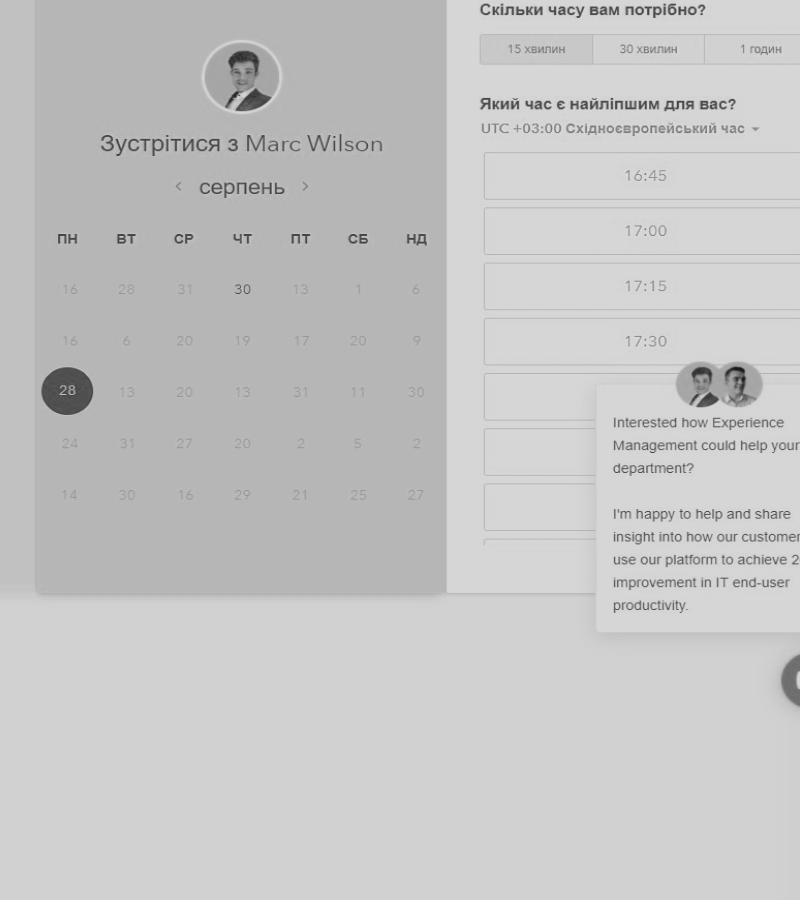 Зустрітися з Marc Wilson
серпень
ПН ВТ СР ЧТ ПТ СБ НД
16 28 31 30 13 1 6
16 6 20 19 17 20 9
28 13 20 13 31 11 30
24 31 27 20 2 5 2
14 30 16 29 21 25 27
Скільки часу вам потрібно?
15 хвилин 30 хвилин 1 годин
Який час є найліпшим для вас?
UTC +03:00 Східноєвропейський час
16:45
17:00
17:15
17:30
Interested how Experience
Management could help your
department?
I'm happy to help and share
insight into how our customer
use our platform to achieve 2
improvement in IT end-user
productivity.